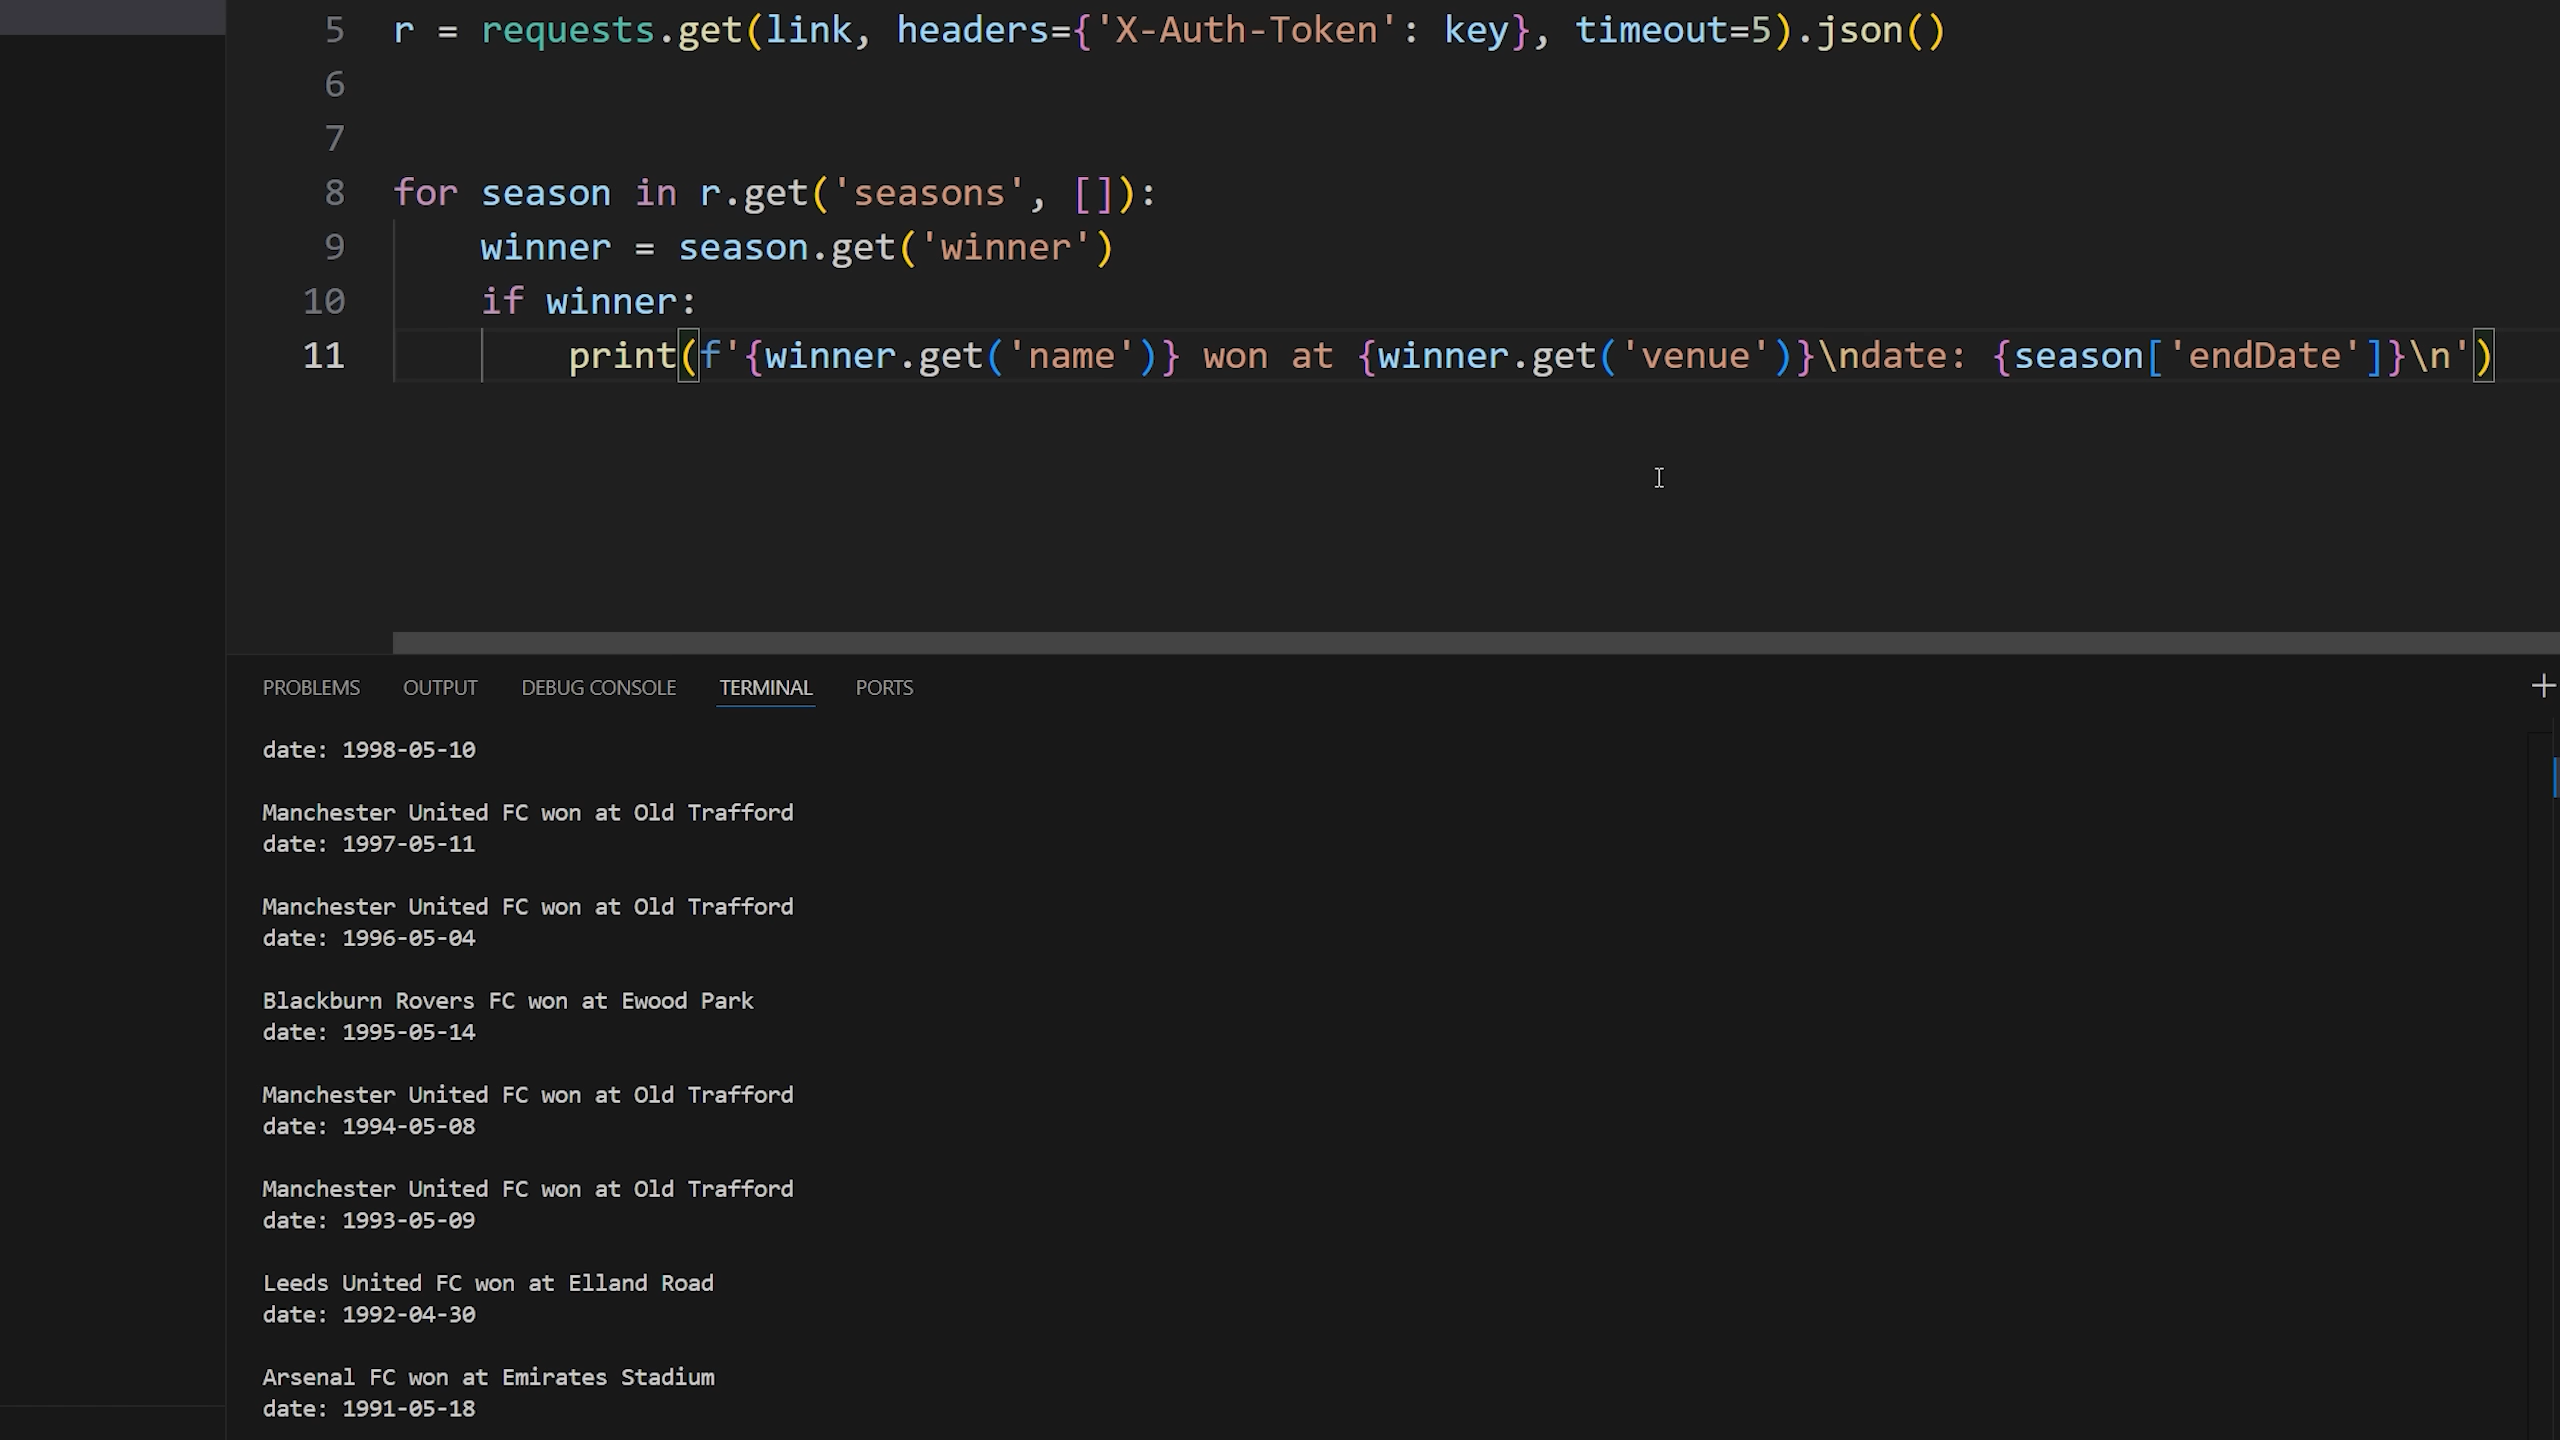 5 r = requests.get(link, headers={'X-Auth-Token': key}, timeout=5).json()
6
7
8 for season in r.get('seasons', []):
9 winner = season.get('winner')
10 if winner:
11 print(f'{winner.get('name')} won at {winner.get('venue')}\ndate: {season['endDate']}\n')
PROBLEMS OUTPUT DEBUG CONSOLE TERMINAL PORTS
date: 1998-05-10
Manchester United FC won at Old Trafford
date: 1997-05-11
Manchester United FC won at Old Trafford
date: 1996-05-04
Blackburn Rovers FC won at Ewood Park
date: 1995-05-14
Manchester United FC won at Old Trafford
date: 1994-05-08
Manchester United FC won at Old Trafford
date: 1993-05-09
Leeds United FC won at Elland Road
date: 1992-04-30
Arsenal FC won at Emirates Stadium
date: 1991-05-18